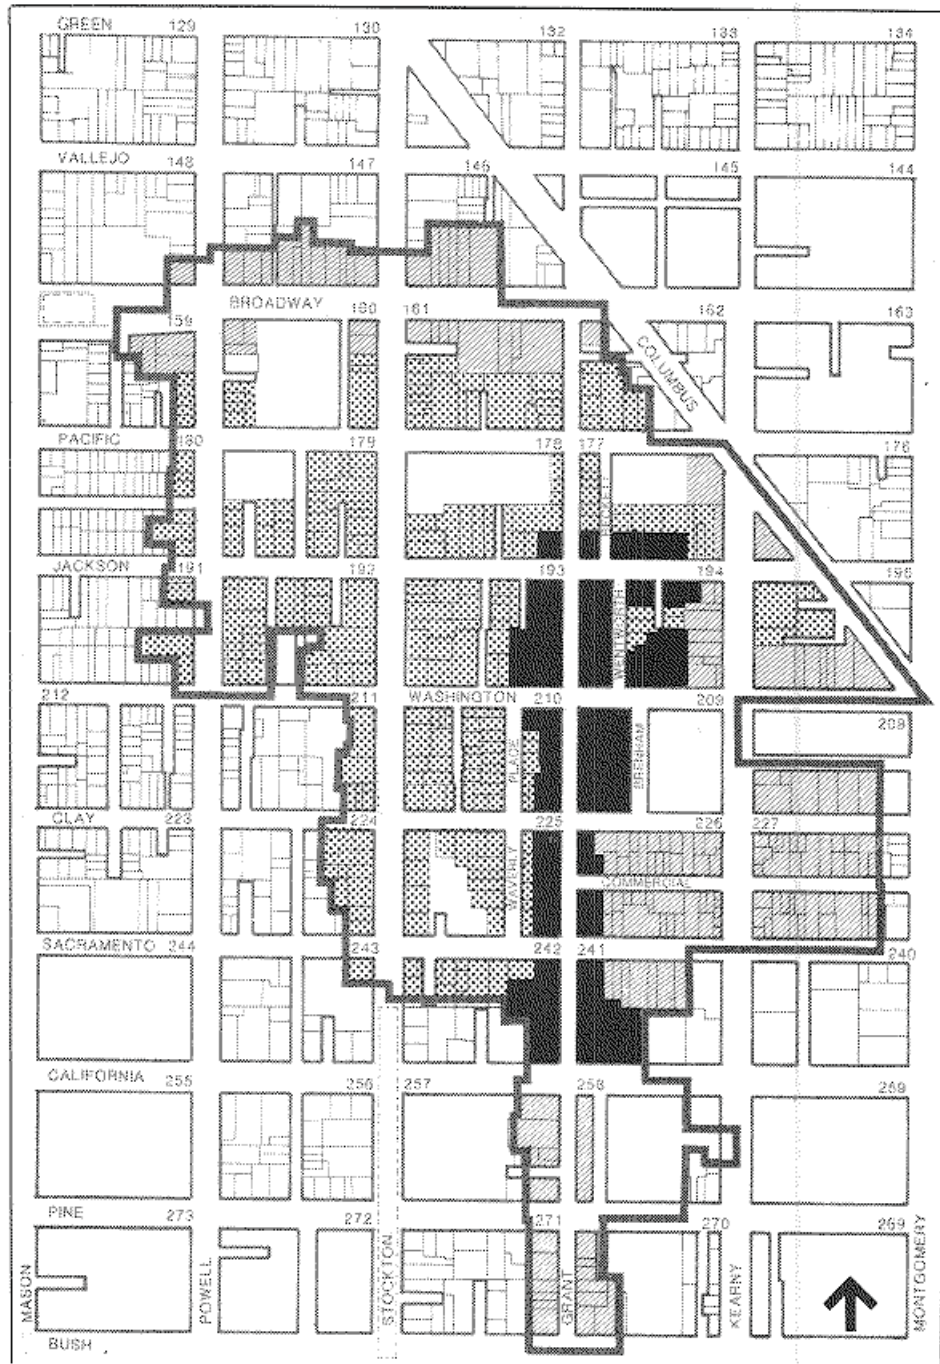 GREEN 129 130 132 133 134
VALLEJO 148 147 146 145 144
BROADWAY
159 160 161 162 163
COLUMBUS
PACIFIC 180 179 178 177 176
BECKETT
JACKSON 191 192 193 194 195
WENTWORTH
212 211 WASHINGTON 210 209 208
PLACE
BRENHAM
CLAY 223 224 225 226 227
WAVERLY
COMMERCIAL
SACRAMENTO 244 243 242 241 240
CALIFORNIA 255 256 257 258 259
PINE 273 272 271 270 269
MASON
POWELL
STOCKTON
GRANT
KEARNY
MONTGOMERY
BUSH